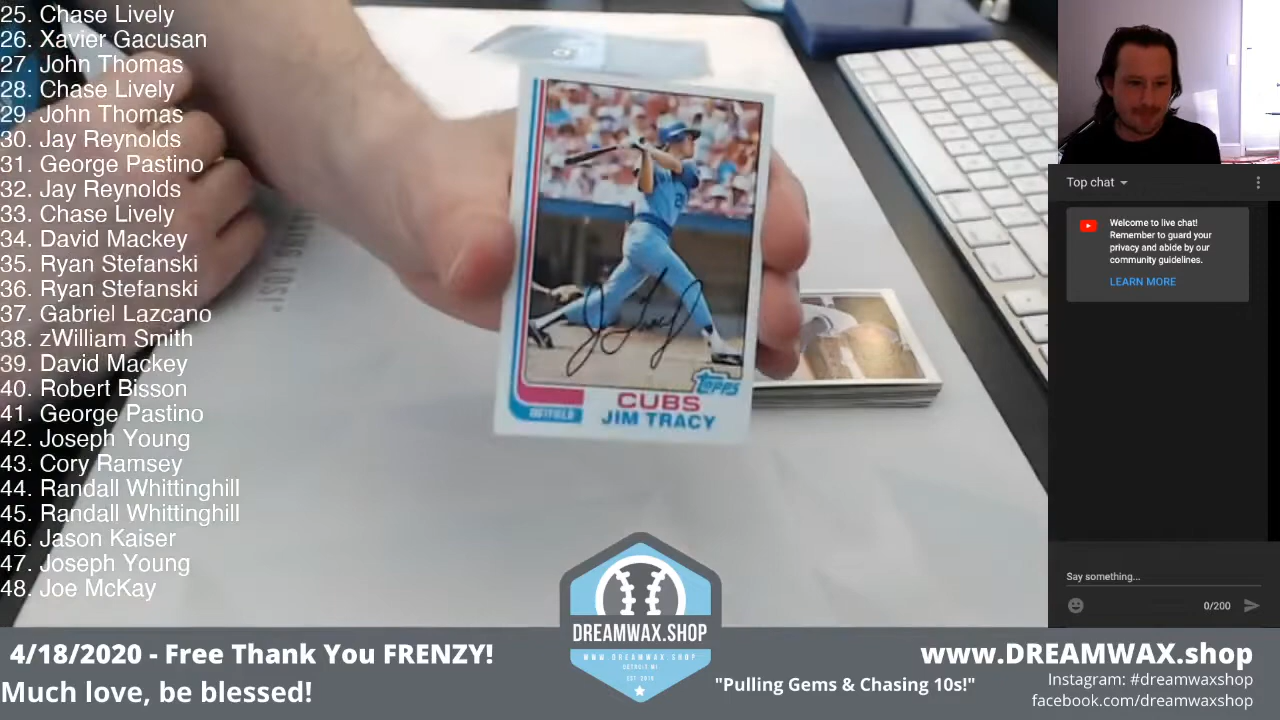 25. Chase Lively
26. Xavier Gacusan
27. John Thomas
28. Chase Lively
29. John Thomas
30. Jay Reynolds
31. George Pastino
32. Jay Reynolds
33. Chase Lively
34. David Mackey
35. Ryan Stefanski
36. Ryan Stefanski
37. Gabriel Lazcano
38. zWilliam Smith
39. David Mackey
40. Robert Bisson
41. George Pastino
42. Joseph Young
43. Cory Ramsey
44. Randall Whittinghill
45. Randall Whittinghill
46. Jason Kaiser
47. Joseph Young
48. Joe McKay
TOPPS
CUBS
OUTFIELD
JIM TRACY
Top chat
Welcome to live chat!
Remember to guard your
privacy and abide by our
community guidelines.
LEARN MORE
Say something...
0/200
DREAMWAX.SHOP
WWW.DREAMWAX.SHOP
DETROIT, MI
4/18/2020 - Free Thank You FRENZY!
Much love, be blessed!
"Pulling Gems & Chasing 10s!"
www.DREAMWAX.shop
Instagram: #dreamwaxshop
facebook.com/dreamwaxshop